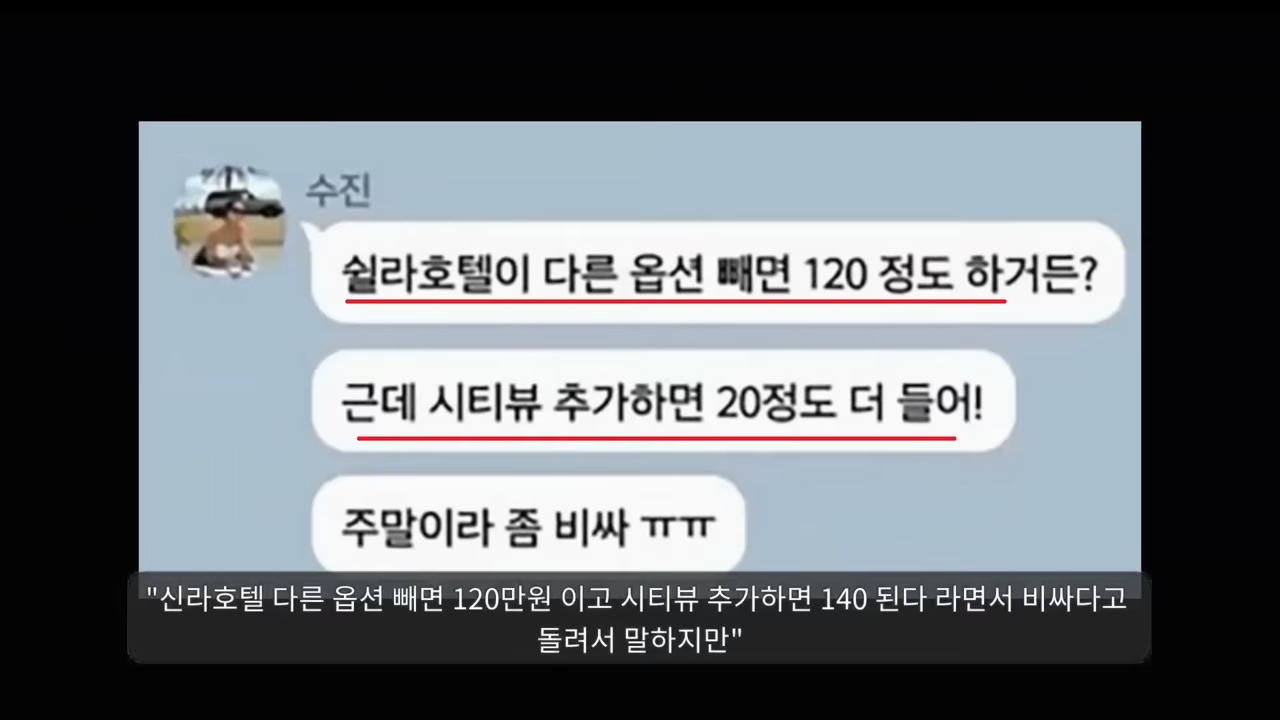 수진
쉴라호텔이 다른 옵션 빼면 120 정도 하거든?
근데 시티뷰 추가하면 20정도 더 들어!
주말이라 좀 비싸 ㅠㅠ
"신라호텔 다른 옵션 빼면 120만원 이고 시티뷰 추가하면 140 된다 라면서 비싸다고
돌려서 말하지만"